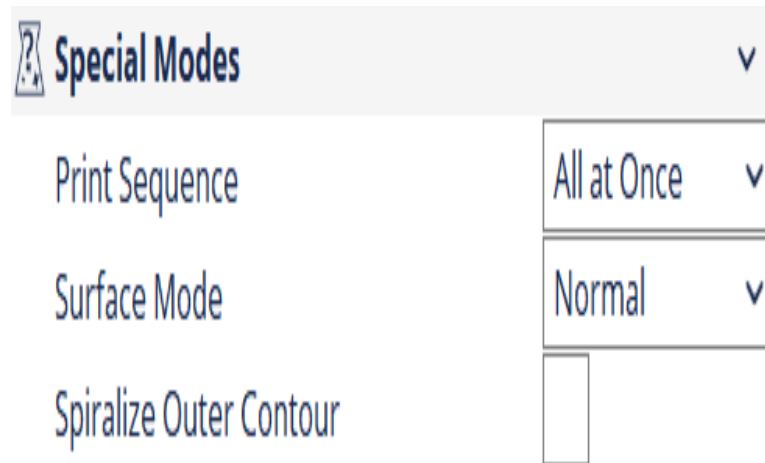 Special Modes
Print Sequence All at Once
Surface Mode Normal
Spiralize Outer Contour